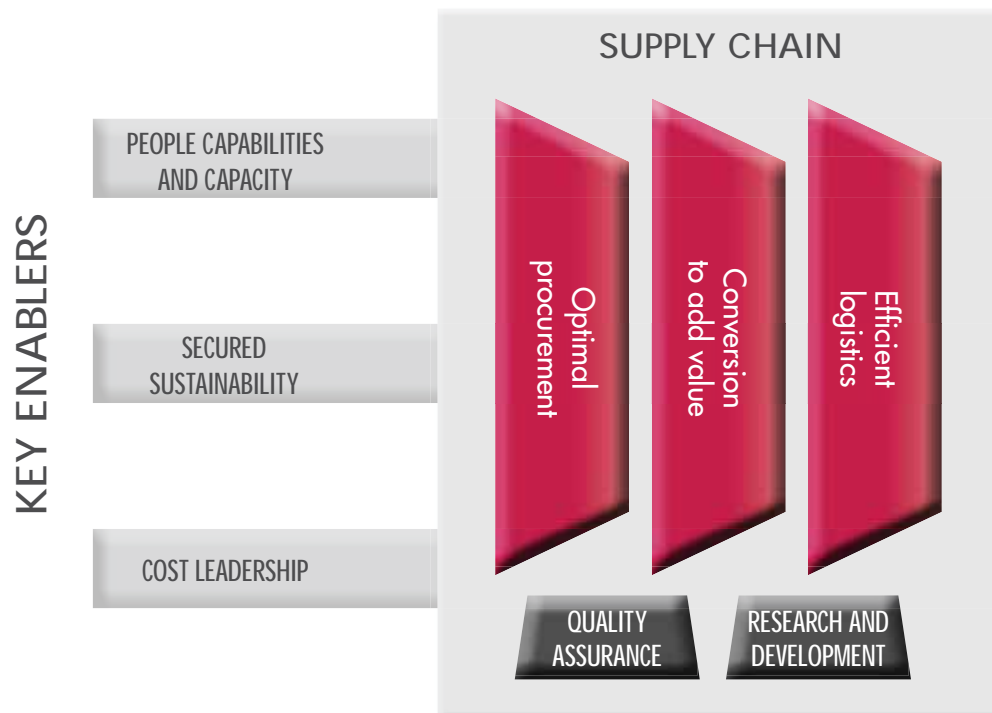 SUPPLY CHAIN
KEY ENABLERS
PEOPLE CAPABILITIES
AND CAPACITY
SECURED
SUSTAINABILITY
COST LEADERSHIP
Optimal
procurement
Conversion
to add value
Efficient
logistics
QUALITY
ASSURANCE
RESEARCH AND
DEVELOPMENT